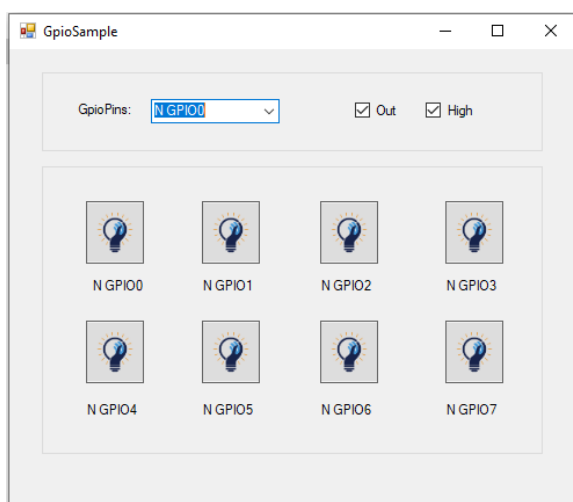 GpioSample
GpioPins: N GPIO0 Out High
N GPIO0 N GPIO1 N GPIO2 N GPIO3
N GPIO4 N GPIO5 N GPIO6 N GPIO7